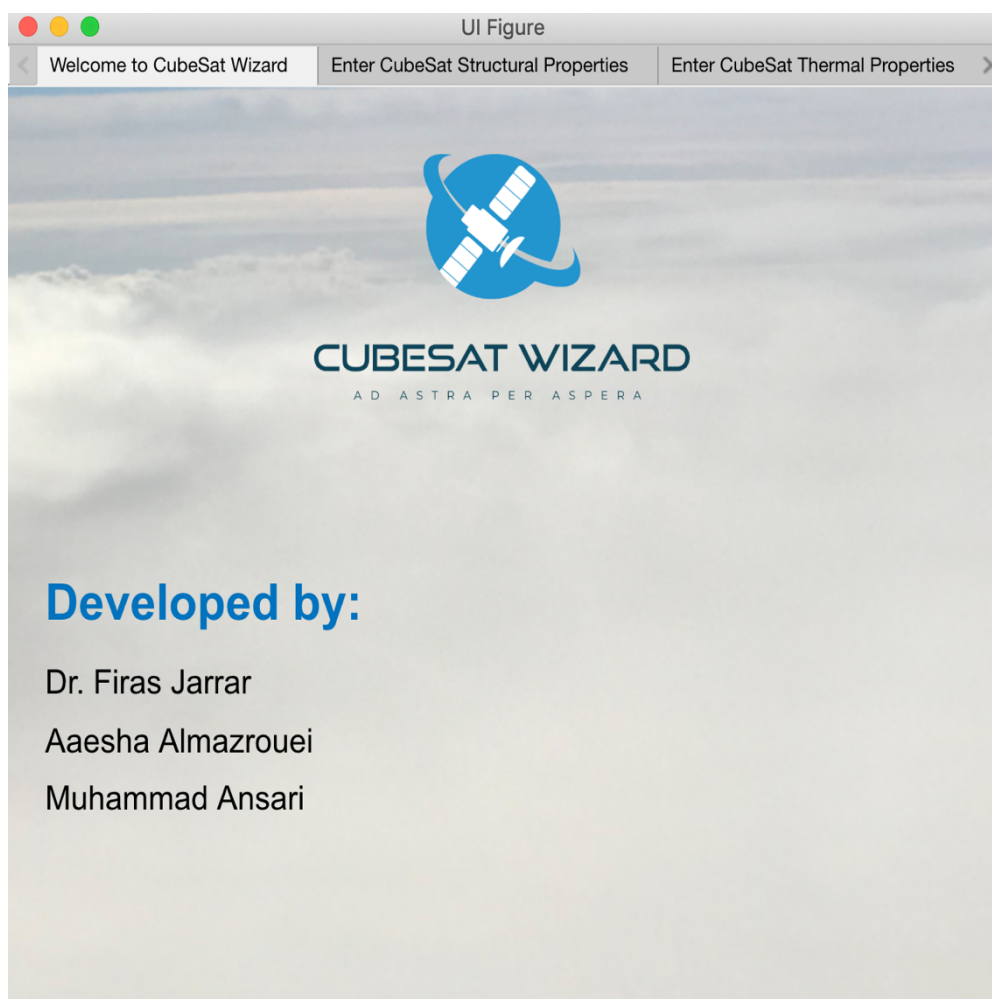 UI Figure
Welcome to CubeSat Wizard Enter CubeSat Structural Properties Enter CubeSat Thermal Properties
CUBESAT WIZARD
AD ASTRA PER ASPERA
Developed by:
Dr. Firas Jarrar
Aaesha Almazrouei
Muhammad Ansari